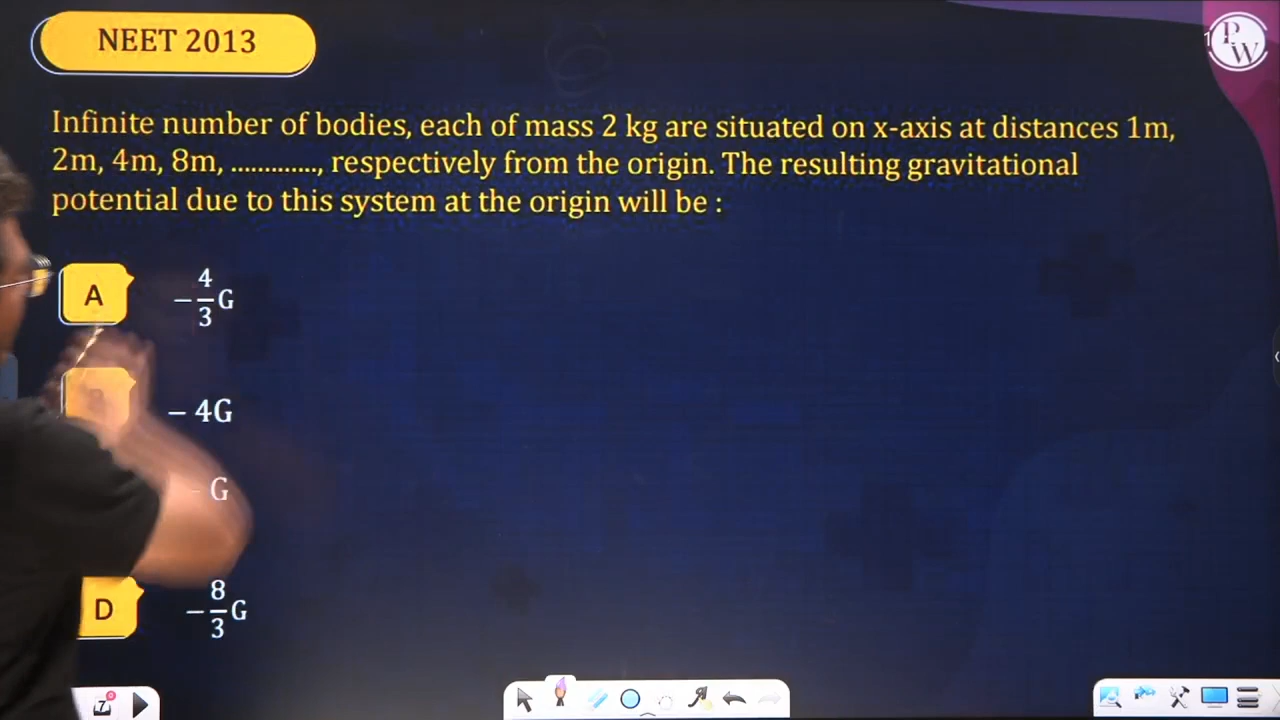 NEET 2013
P
W
Infinite number of bodies, each of mass 2 kg are situated on x-axis at distances 1m,
2m, 4m, 8m, ............., respectively from the origin. The resulting gravitational
potential due to this system at the origin will be :
A −4/3 G
− 4G
G
D −8/3 G